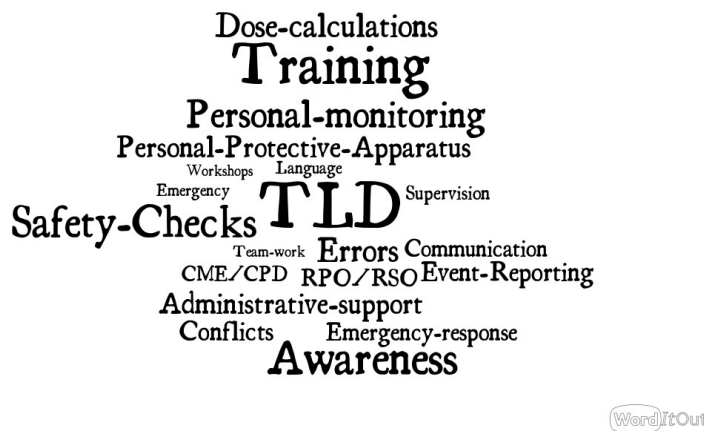 Dose-calculations
Training
Personal-monitoring
Personal-Protective-Apparatus
Workshops Language
Emergency TLD Supervision
Safety-Checks
Team-work Errors Communication
CME/CPD RPO/RSO Event-Reporting
Administrative-support
Conflicts Emergency-response
Awareness
WordItOut